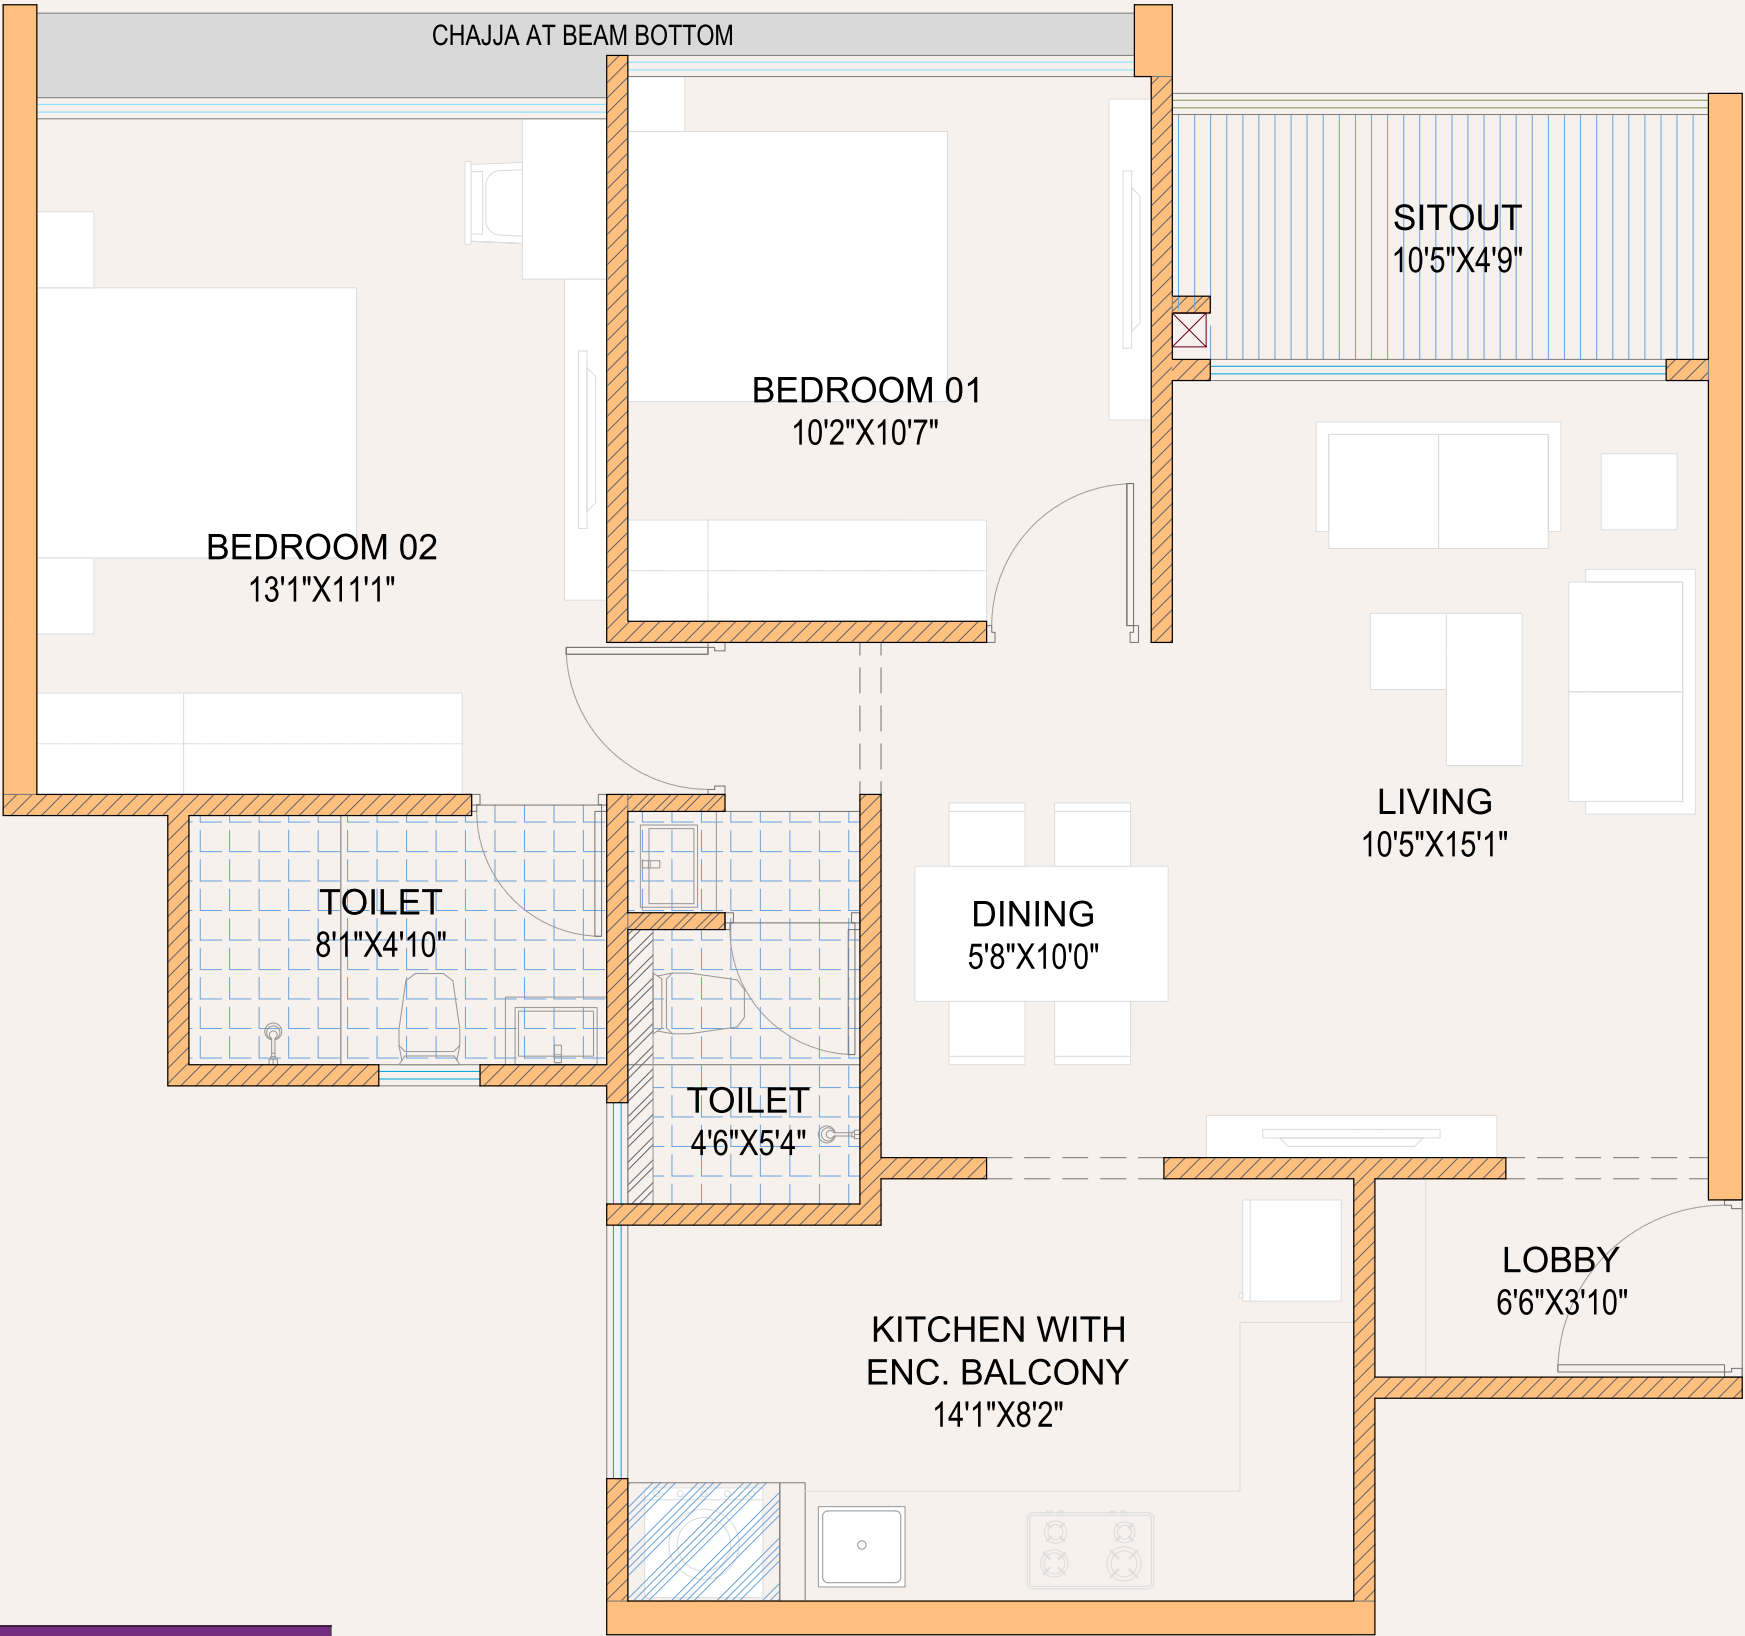 CHAJJA AT BEAM BOTTOM
SITOUT
10'5"X4'9"
BEDROOM 01
10'2"X10'7"
BEDROOM 02
13'1"X11'1"
LIVING
10'5"X15'1"
TOILET
8'1"X4'10"
DINING
5'8"X10'0"
TOILET
4'6"X5'4"
LOBBY
6'6"X3'10"
KITCHEN WITH
ENC. BALCONY
14'1"X8'2"